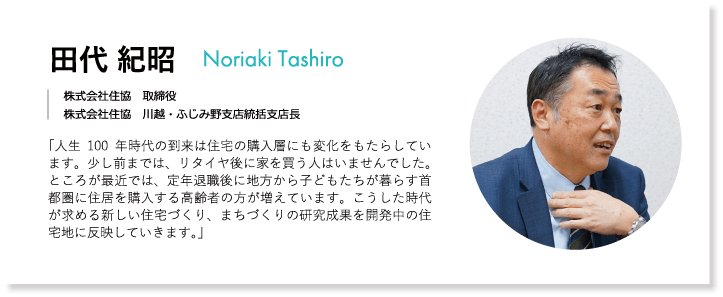 田代 紀昭 Noriaki Tashiro
株式会社住協 取締役
株式会社住協 川越・ふじみ野支店統括支店長
「人生 100 年時代の到来は住宅の購入層にも変化をもたらしてい
ます。少し前までは、リタイヤ後に家を買う人はいませんでした。
ところが最近では、定年退職後に地方から子どもたちが暮らす首
都圏に住居を購入する高齢者の方が増えています。こうした時代
が求める新しい住宅づくり、まちづくりの研究成果を開発中の住
宅地に反映していきます。」